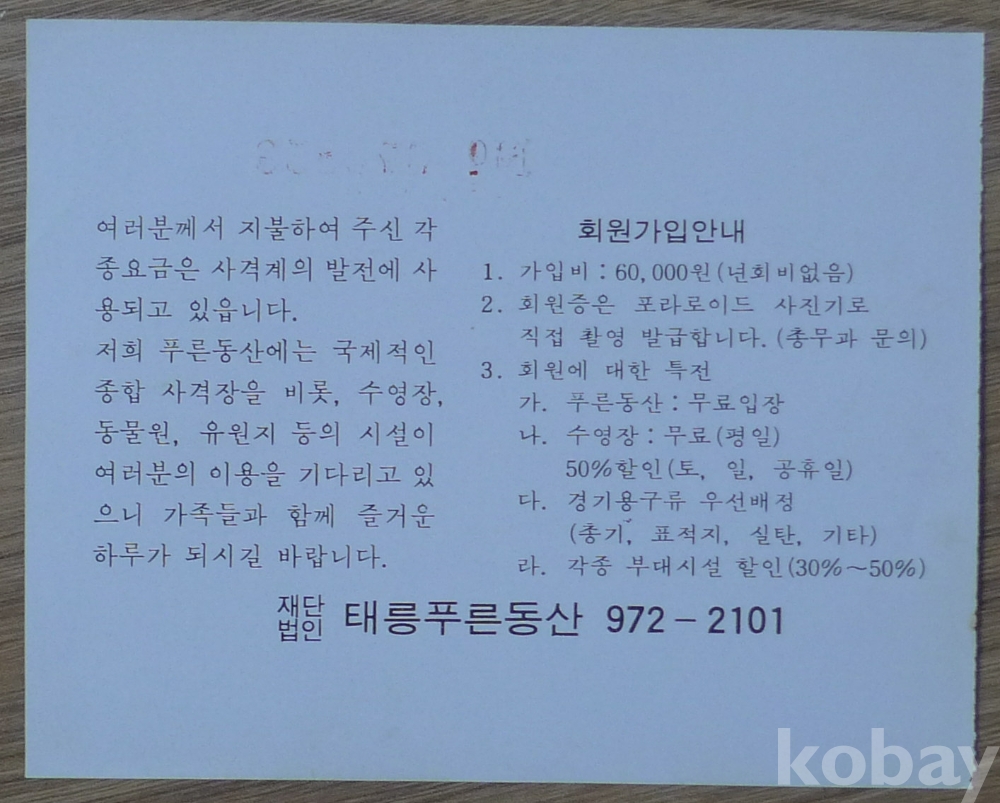 여러분께서 지불하여 주신 각
종요금은 사격계의 발전에 사
용되고 있읍니다.
저희 푸른동산에는 국제적인
종합 사격장을 비롯, 수영장,
동물원, 유원지 등의 시설이
여러분의 이용을 기다리고 있
으니 가족들과 함께 즐거운
하루가 되시길 바랍니다.
회원가입안내
1. 가입비 : 60,000원(년회비없음)
2. 회원증은 포라로이드 사진기로
직접 촬영 발급합니다. (총무과 문의)
3. 회원에 대한 특전
가. 푸른동산 : 무료입장
나. 수영장 : 무료(평일)
50%할인(토, 일, 공휴일)
다. 경기용구류 우선배정
(총기, 표적지, 실탄, 기타)
라. 각종 부대시설 할인(30%~50%)
재단법인 태릉푸른동산 972-2101
kobay